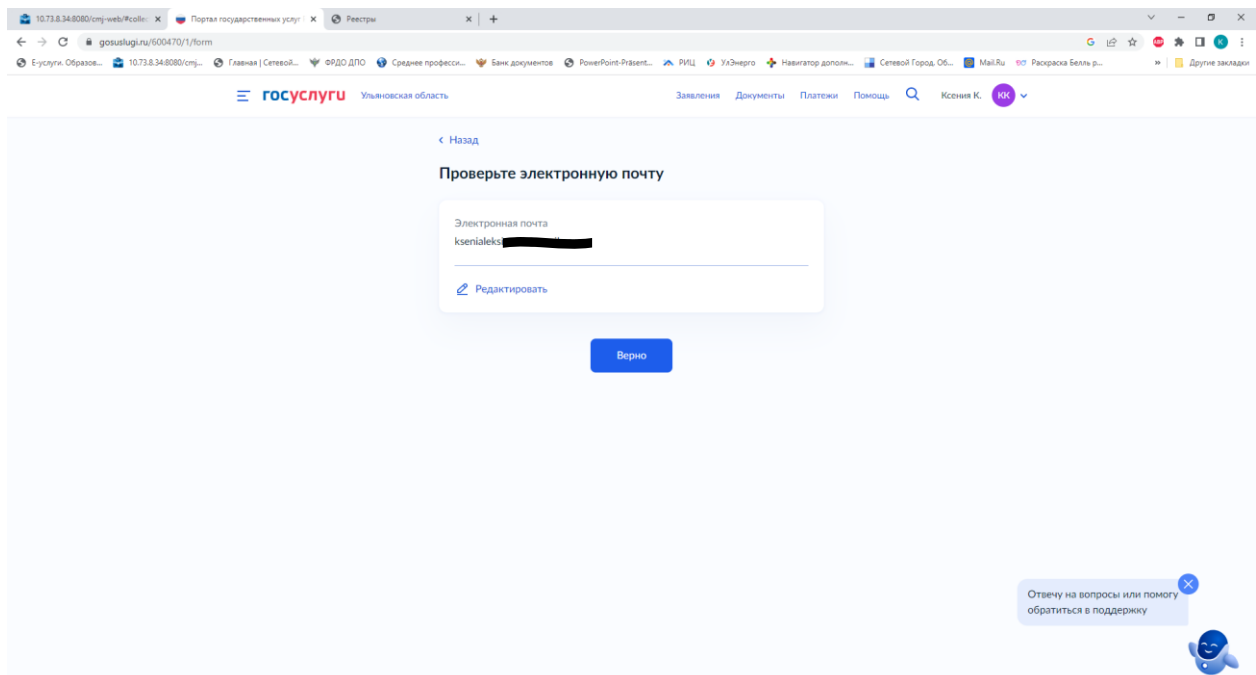 10.73.8.34:8080/cmj-web/#collec
Портал государственных услуг
Реестры
gosuslugi.ru/600470/1/form
E-услуги. Образов... 10.73.8.34:8080/cmj... Главная | Сетевой... ФРДО ДПО Среднее професси... Банк документов PowerPoint-Präsent... РИЦ УлЭнерго Навигатор дополн... Сетевой Город. Об... Mail.Ru Раскраска Белль р... » Другие закладки
госуслуги Ульяновская область Заявления Документы Платежи Помощь Ксения К. КК
Назад
Проверьте электронную почту
Электронная почта
ksenialeks
Редактировать
Верно
Отвечу на вопросы или помогу
обратиться в поддержку